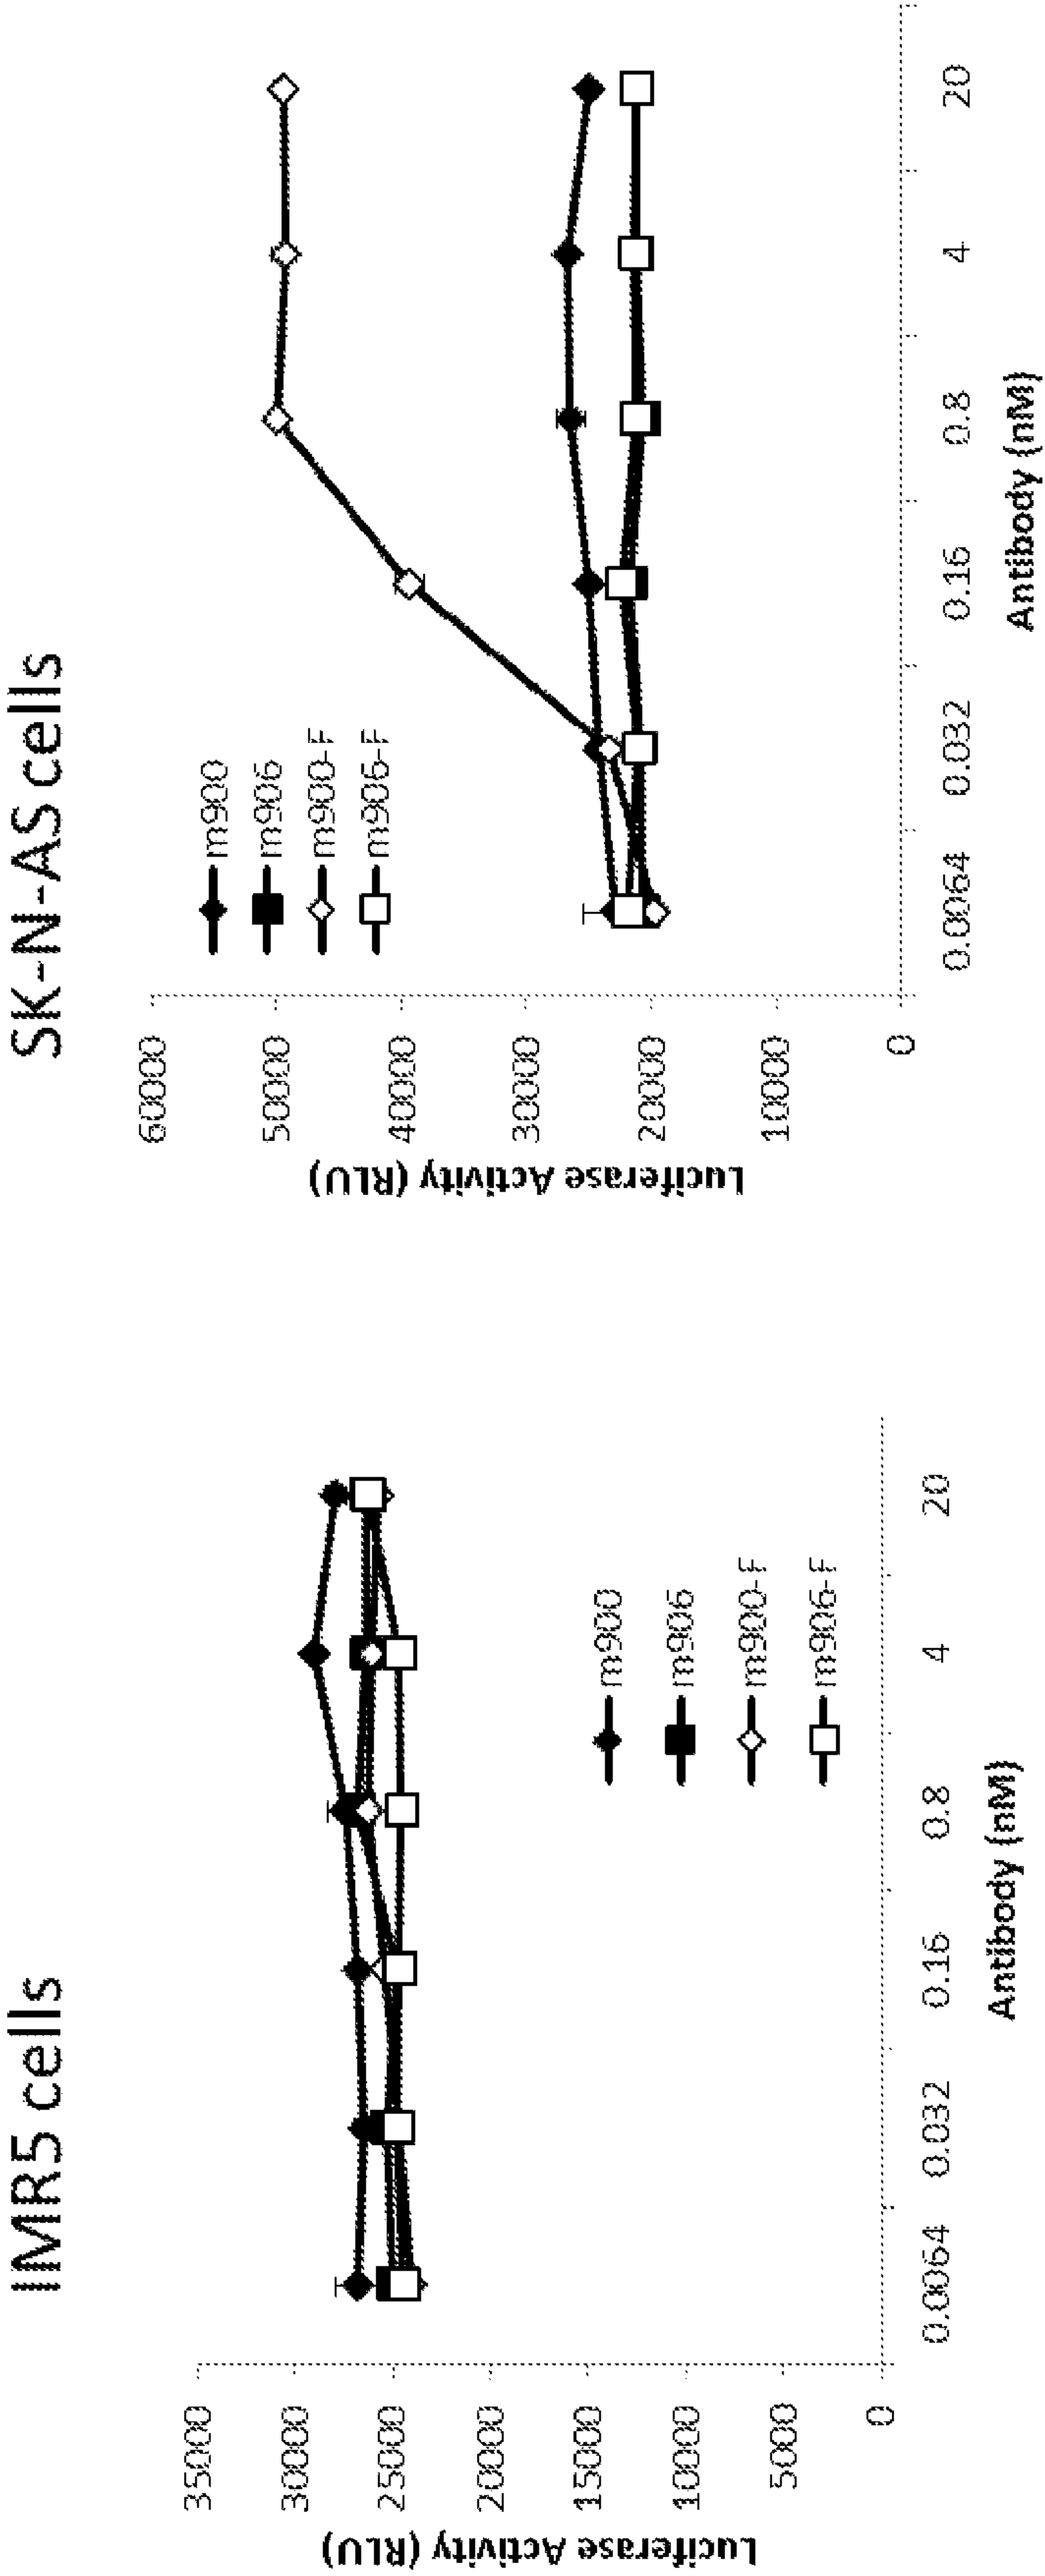 IMR5 cells
35000
30000
25000
20000
15000
10000
5000
0
Luciferase Activity (RLU)
m900
m906
m900-F
m906-F
0.0064
0.032
0.16
0.8
4
20
Antibody (nM)
SK-N-AS cells
60000
50000
40000
30000
20000
10000
0
Luciferase Activity (RLU)
m900
m906
m900-F
m906-F
0.0064
0.032
0.16
0.8
4
20
Antibody (nM)